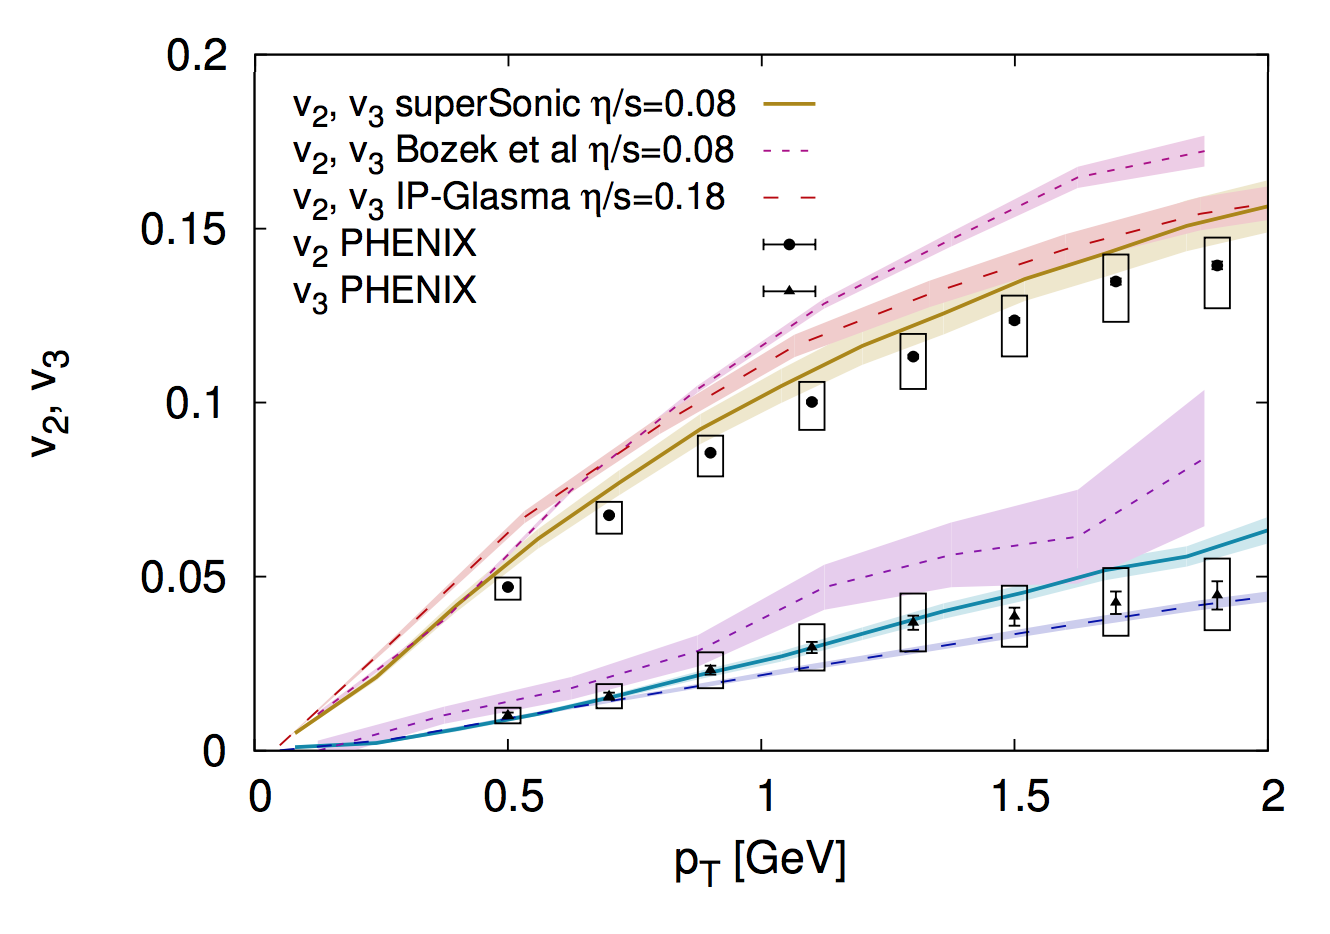 0.2
v2, v3 superSonic η/s=0.08
v2, v3 Bozek et al η/s=0.08
v2, v3 IP-Glasma η/s=0.18
v2 PHENIX
v3 PHENIX
0.15
0.1
0.05
0
v2, v3
0 0.5 1 1.5 2
pT [GeV]